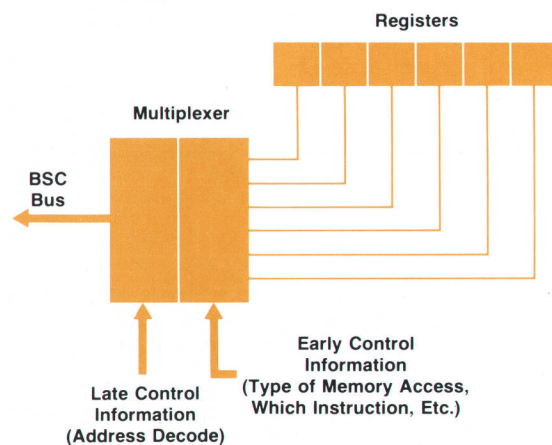 Registers
Multiplexer
BSC
Bus
Early Control
Information
(Type of Memory Access,
Which Instruction, Etc.)
Late Control
Information
(Address Decode)